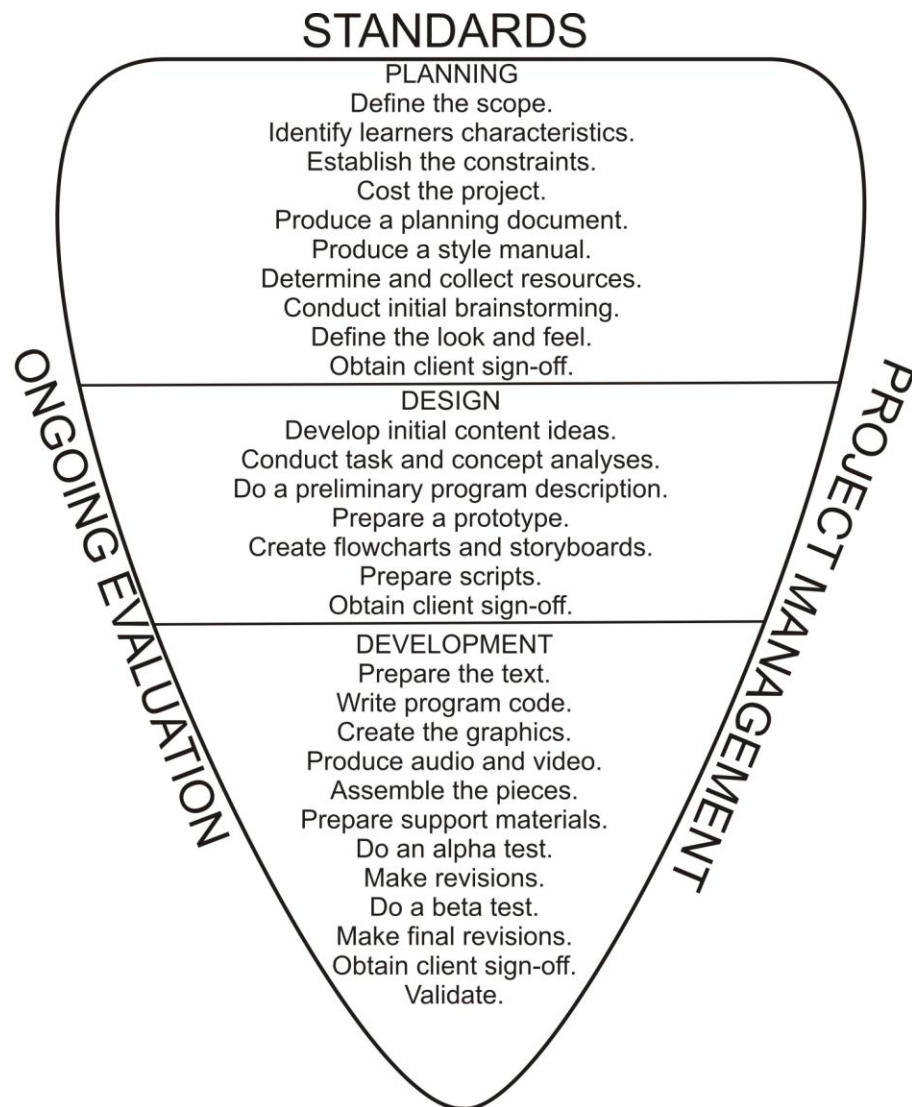 STANDARDS
PLANNING
Define the scope.
Identify learners characteristics.
Establish the constraints.
Cost the project.
Produce a planning document.
Produce a style manual.
Determine and collect resources.
Conduct initial brainstorming.
Define the look and feel.
Obtain client sign-off.
DESIGN
Develop initial content ideas.
Conduct task and concept analyses.
Do a preliminary program description.
Prepare a prototype.
Create flowcharts and storyboards.
Prepare scripts.
Obtain client sign-off.
DEVELOPMENT
Prepare the text.
Write program code.
Create the graphics.
Produce audio and video.
Assemble the pieces.
Prepare support materials.
Do an alpha test.
Make revisions.
Do a beta test.
Make final revisions.
Obtain client sign-off.
Validate.
ONGOING EVALUATION
PROJECT MANAGEMENT